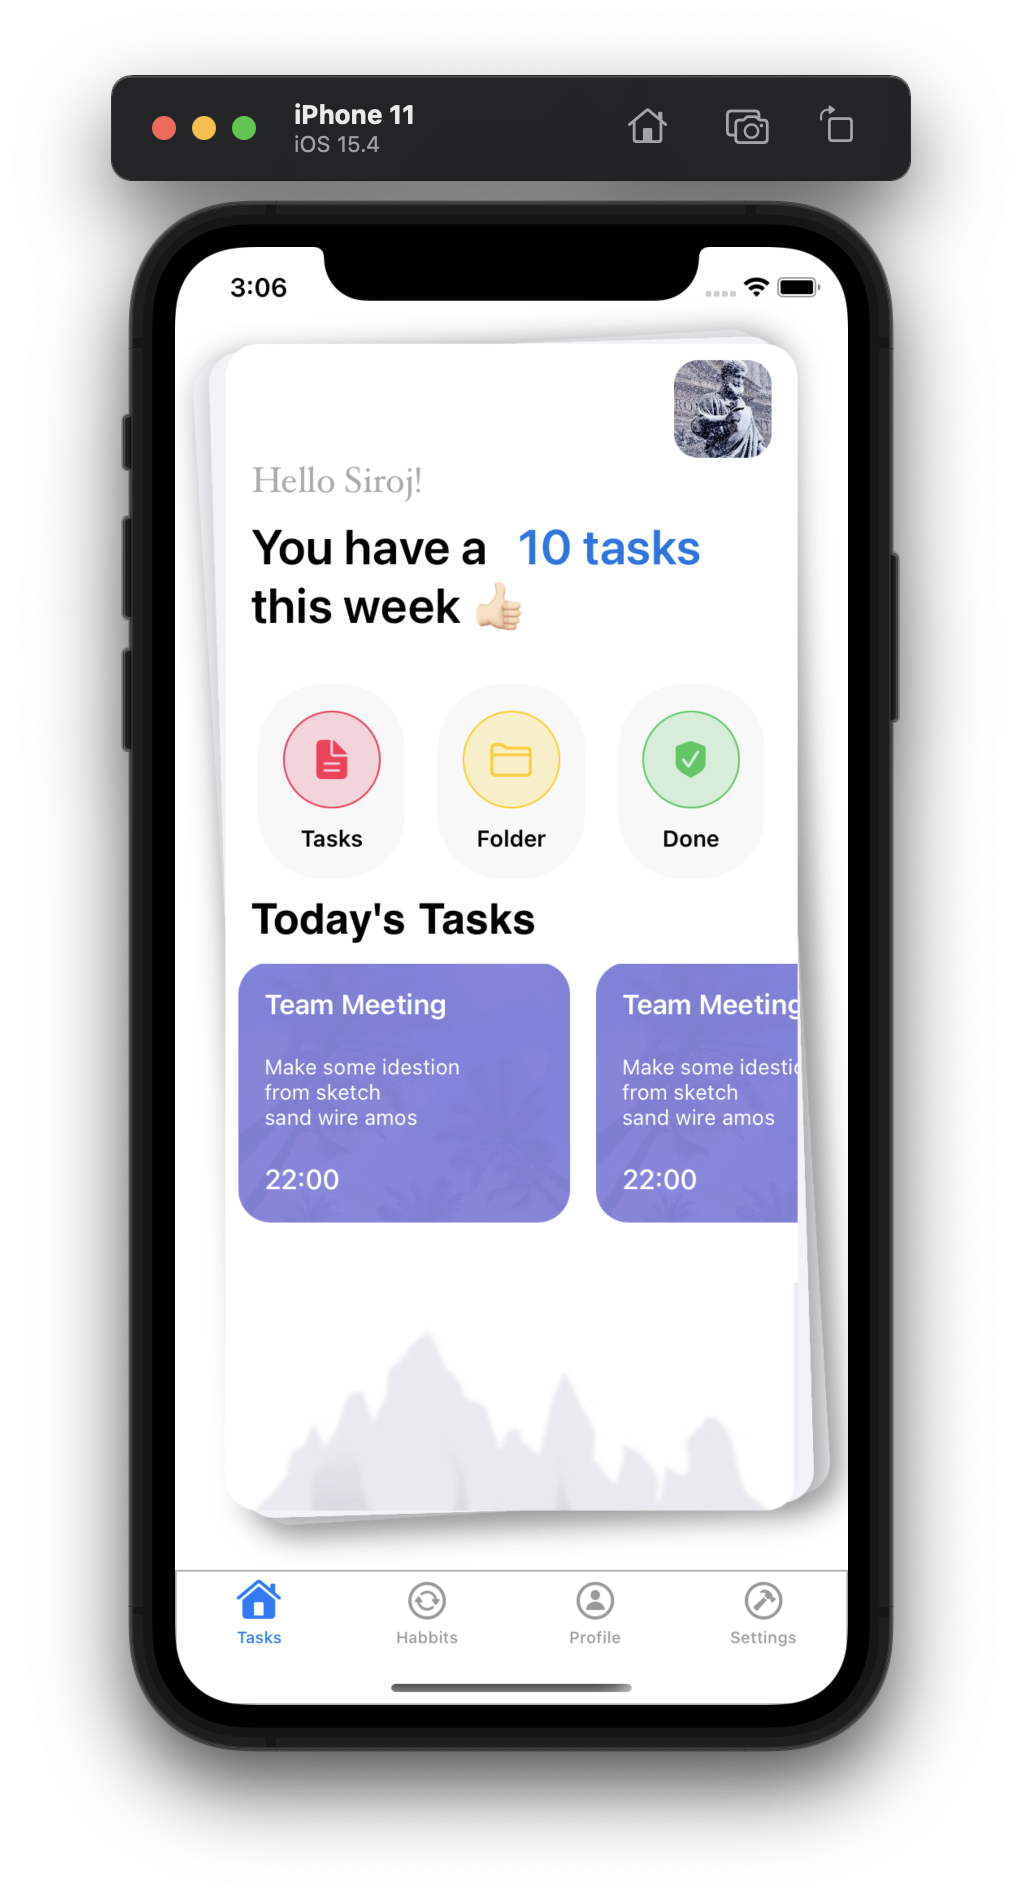 iPhone 11
iOS 15.4
3:06
Hello Siroj!
You have a 10 tasks
this week 👍🏻
Tasks
Folder
Done
Today's Tasks
Team Meeting
Make some idestion
from sketch
sand wire amos
22:00
Team Meeting
Make some idestio
from sketch
sand wire amos
22:00
Tasks
Habbits
Profile
Settings